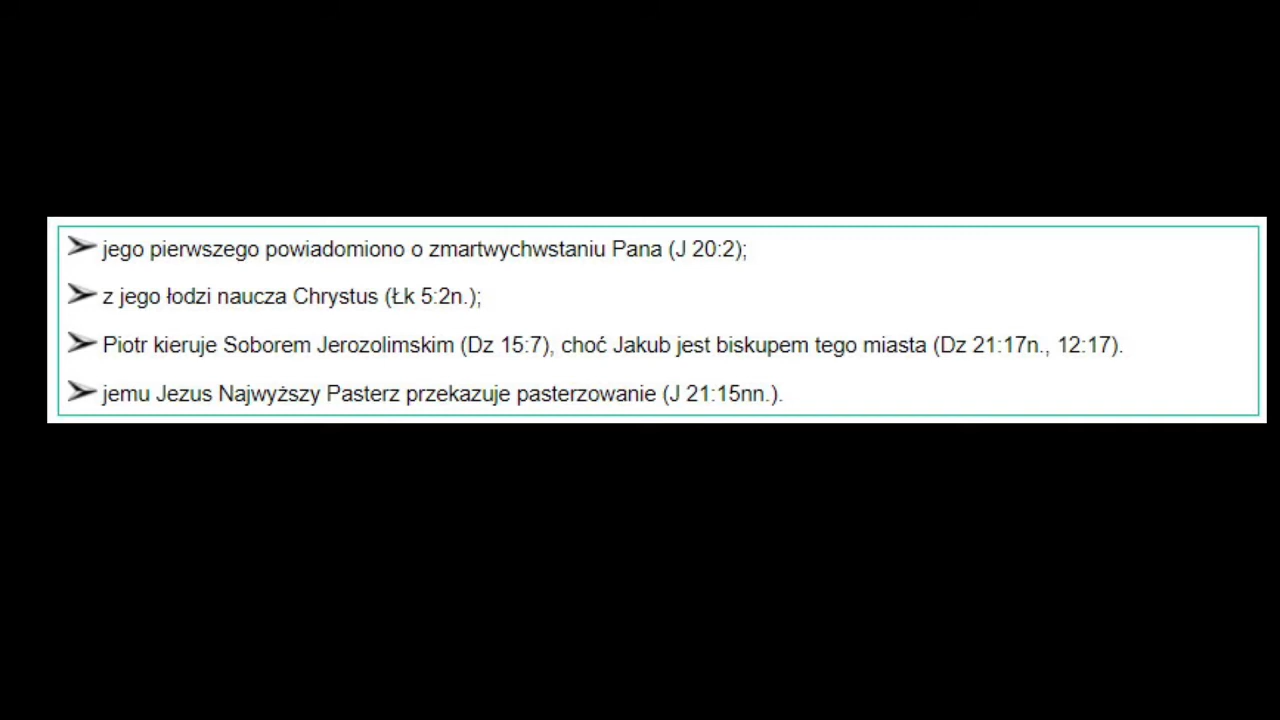 ➢ jego pierwszego powiadomiono o zmartwychwstaniu Pana (J 20:2);
➢ z jego łodzi naucza Chrystus (Łk 5:2n.);
➢ Piotr kieruje Soborem Jerozolimskim (Dz 15:7), choć Jakub jest biskupem tego miasta (Dz 21:17n., 12:17).
➢ jemu Jezus Najwyższy Pasterz przekazuje pasterzowanie (J 21:15nn.).